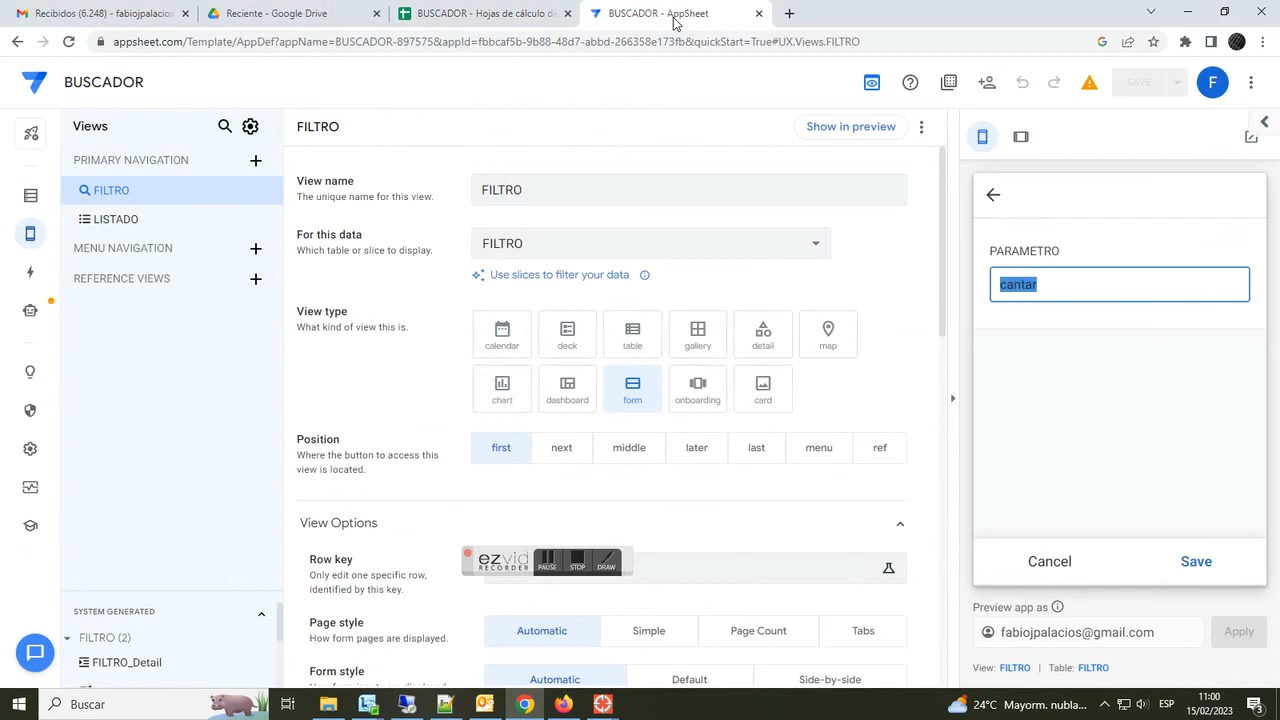 Recibidos (6.248) - fabiojpalacios
Reciente - Google Drive
BUSCADOR - Hojas de cálculo de
BUSCADOR - AppSheet
appsheet.com/Template/AppDef?appName=BUSCADOR-897575&appId=fbbcaf5b-9b88-48d7-abbd-266358e173fb&quickStart=True#UX.Views.FILTRO
BUSCADOR
SAVE
F
Views
PRIMARY NAVIGATION
FILTRO
LISTADO
MENU NAVIGATION
REFERENCE VIEWS
SYSTEM GENERATED
FILTRO (2)
FILTRO_Detail
FILTRO
Show in preview
View name
The unique name for this view.
FILTRO
For this data
Which table or slice to display.
FILTRO
Use slices to filter your data
View type
What kind of view this is.
calendar
deck
table
gallery
detail
map
chart
dashboard
form
onboarding
card
Position
Where the button to access this
view is located.
first
next
middle
later
last
menu
ref
View Options
Row key
Only edit one specific row,
identified by this key.
ezvid
RECORDER
PAUSE
STOP
DRAW
Page style
How form pages are displayed.
Automatic
Simple
Page Count
Tabs
Form style
Automatic
Default
Side-by-side
PARAMETRO
cantar
Cancel
Save
Preview app as
fabiojpalacios@gmail.com
Apply
View: FILTRO | Table: FILTRO
Buscar
24°C Mayorm. nubla...
ESP
11:00
15/02/2023
3